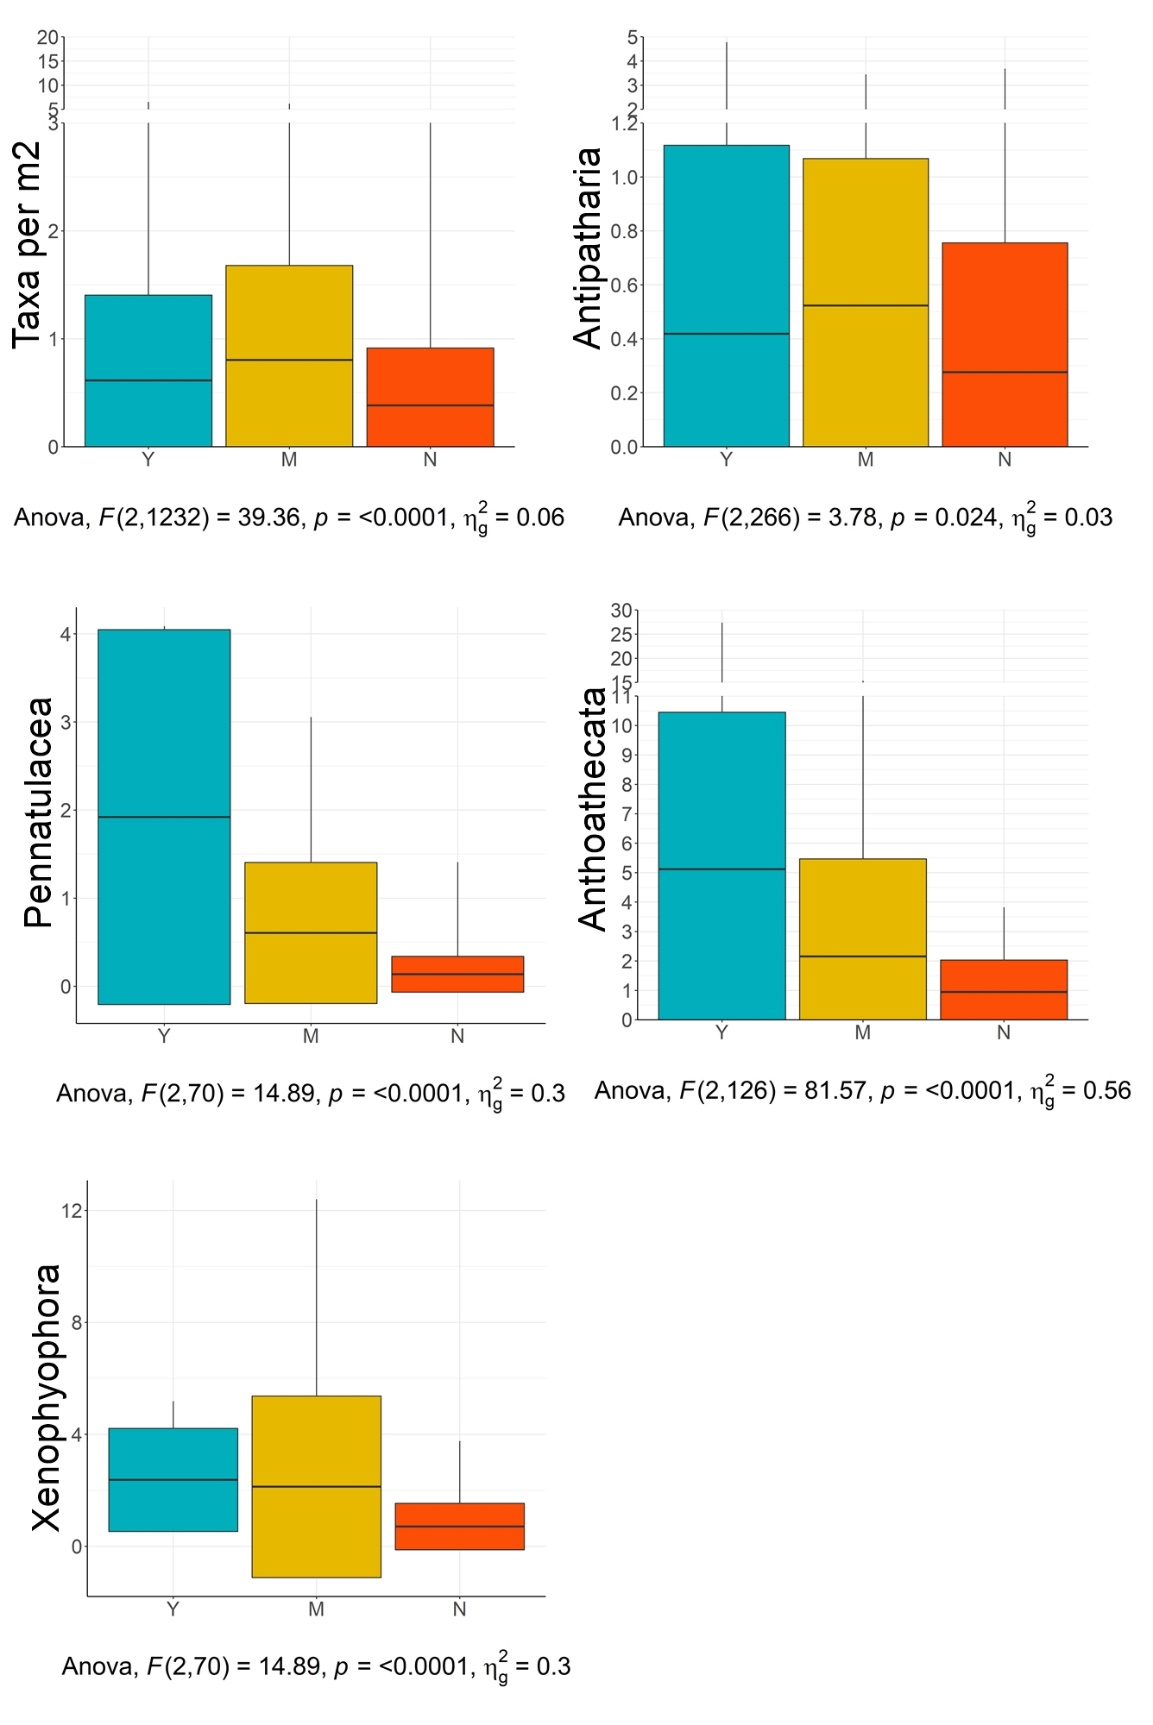 Taxa per m2
20
15
10
5
3
2
1
0
Y M N
Anova, F(2,1232) = 39.36, p = <0.0001, η²g = 0.06
Antipatharia
5
4
3
2
1.2
1.0
0.8
0.6
0.4
0.2
0.0
Y M N
Anova, F(2,266) = 3.78, p = 0.024, η²g = 0.03
Pennatulacea
4
3
2
1
0
Y M N
Anova, F(2,70) = 14.89, p = <0.0001, η²g = 0.3
Anthoathecata
30
25
20
15
11
10
9
8
7
6
5
4
3
2
1
0
Y M N
Anova, F(2,126) = 81.57, p = <0.0001, η²g = 0.56
Xenophyophora
12
8
4
0
Y M N
Anova, F(2,70) = 14.89, p = <0.0001, η²g = 0.3